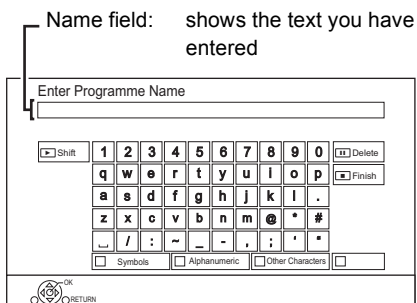 Name field: shows the text you have
entered
Enter Programme Name
Shift 1 2 3 4 5 6 7 8 9 0 Delete
q w e r t y u i o p Finish
a s d f g h j k l .
z x c v b n m @ * #
⎵ / : ~ _ - , ; ' "
Symbols Alphanumeric Other Characters
OK
RETURN